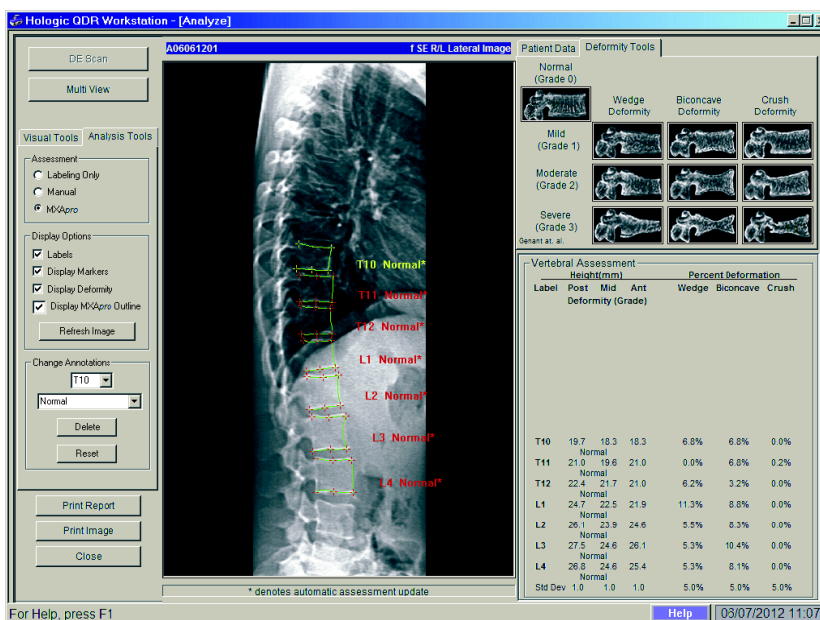 Hologic QDR Workstation - [Analyze]
DE Scan
Multi View
Visual Tools Analysis Tools
Assessment
Labeling Only
Manual
MXApro
Display Options
Labels
Display Markers
Display Deformity
Display MXApro Outline
Refresh Image
Change Annotations
T10
Normal
Delete
Reset
Print Report
Print Image
Close
A06061201 f SE R/L Lateral Image
T10 Normal*
T11 Normal*
T12 Normal*
L1 Normal*
L2 Normal*
L3 Normal*
L4 Normal*
* denotes automatic assessment update
Patient Data Deformity Tools
Normal
(Grade 0)
Wedge
Deformity
Biconcave
Deformity
Crush
Deformity
Mild
(Grade 1)
Moderate
(Grade 2)
Severe
(Grade 3)
Genant at. al.
Vertebral Assessment
Height(mm) Percent Deformation
Label Post Mid Ant Wedge Biconcave Crush
Deformity (Grade)
T10 19.7 18.3 18.3 6.8% 6.8% 0.0%
Normal
T11 21.0 19.6 21.0 0.0% 6.8% 0.2%
Normal
T12 22.4 21.7 21.0 6.2% 3.2% 0.0%
Normal
L1 24.7 22.5 21.9 11.3% 8.8% 0.0%
Normal
L2 26.1 23.9 24.6 5.5% 8.3% 0.0%
Normal
L3 27.5 24.6 26.1 5.3% 10.4% 0.0%
Normal
L4 26.8 24.6 25.4 5.3% 8.1% 0.0%
Normal
Std Dev 1.0 1.0 1.0 5.0% 5.0% 5.0%
For Help, press F1
Help
06/07/2012 11:07